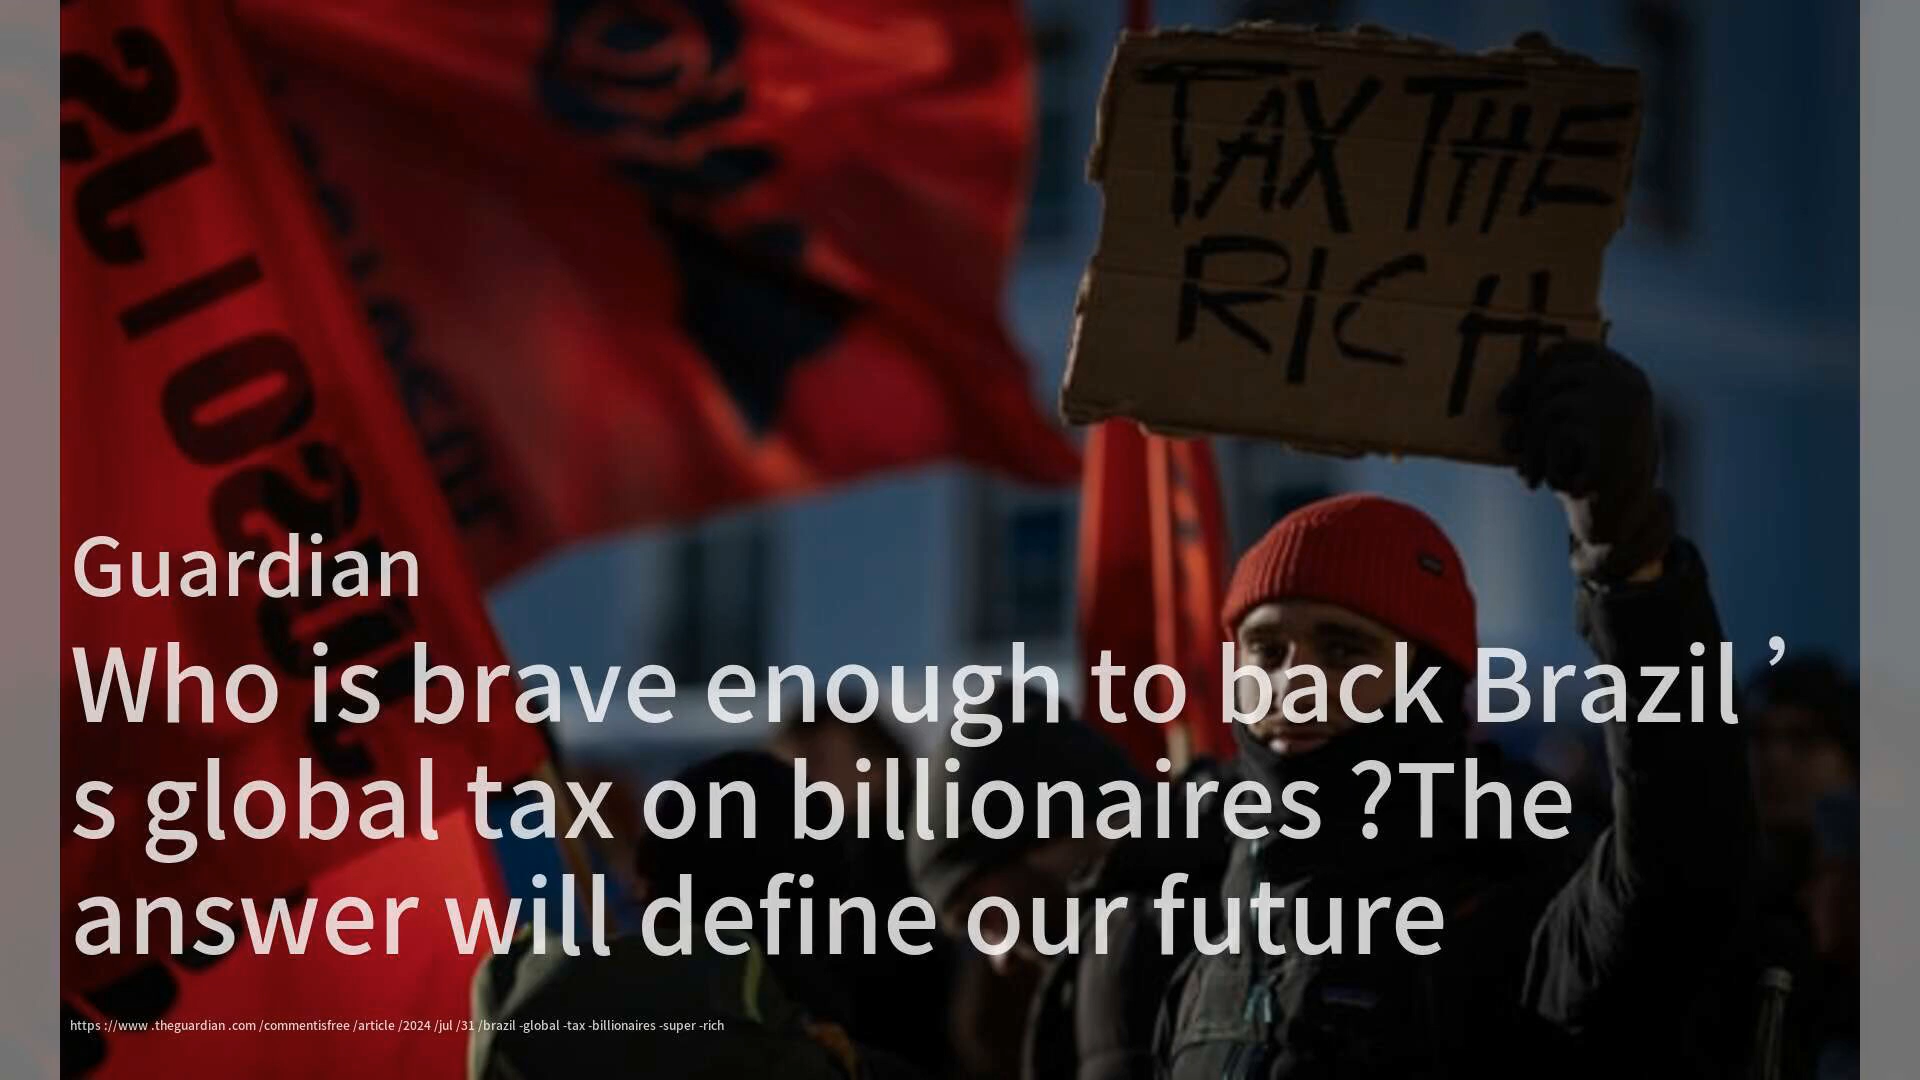 TAX THE
RICH
JUSOIJS
Guardian
Who is brave enough to back Brazil’
s global tax on billionaires ?The
answer will define our future
https ://www .theguardian .com /commentisfree /article /2024 /jul /31 /brazil -global -tax -billionaires -super -rich